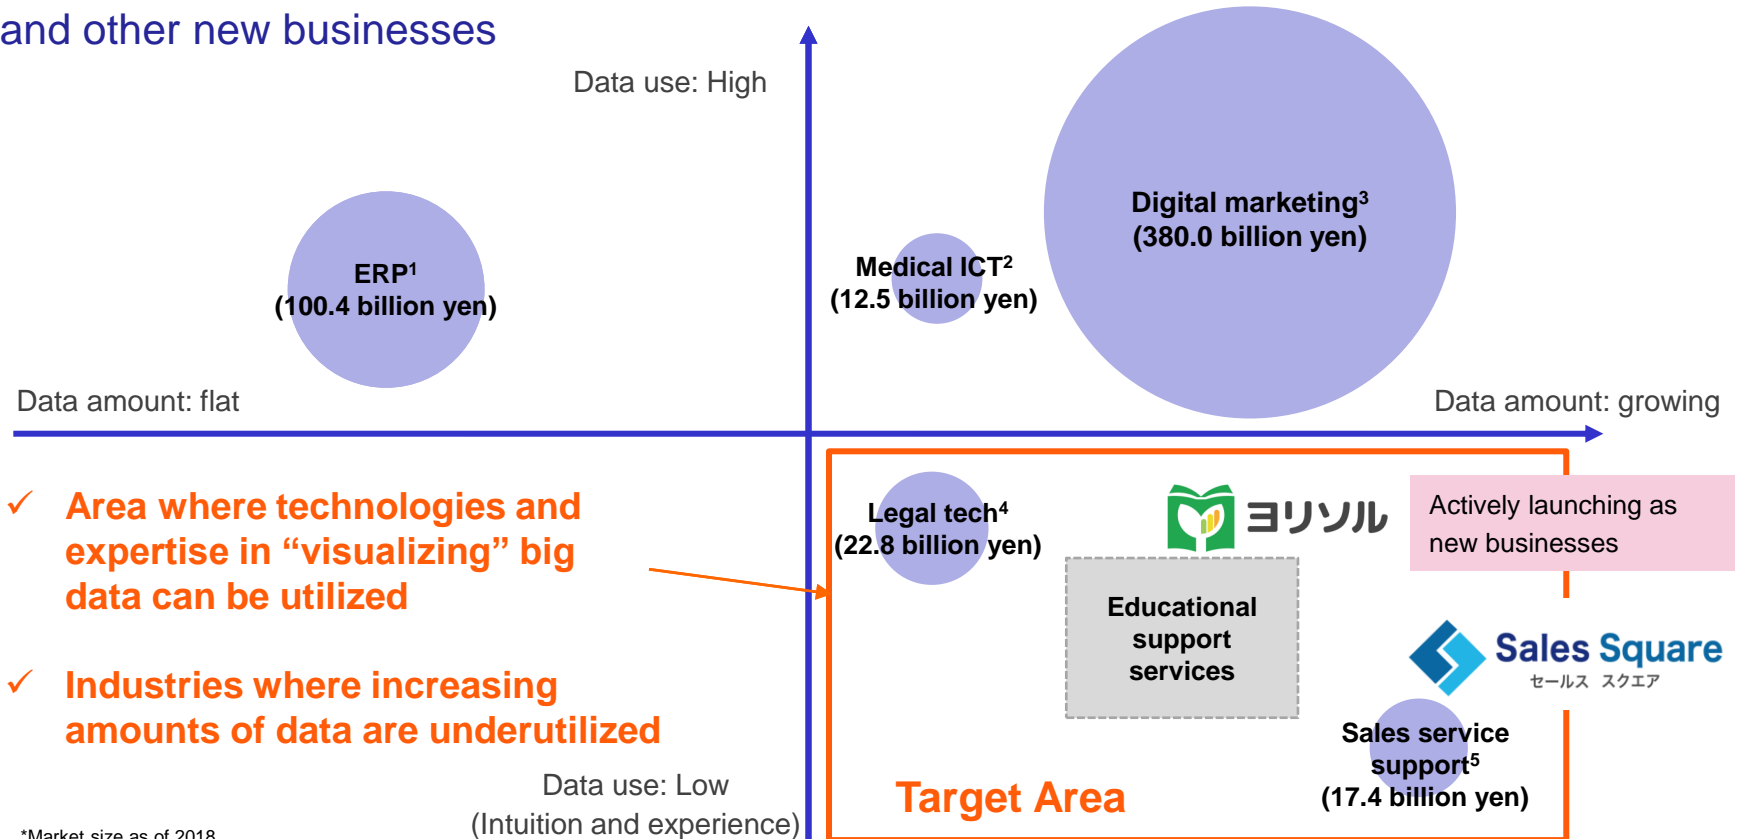 and other new businesses
Data use: High
Digital marketing³
(380.0 billion yen)
ERP¹
(100.4 billion yen)
Medical ICT²
(12.5 billion yen)
Data amount: flat
Data amount: growing
✓ Area where technologies and
expertise in “visualizing” big
data can be utilized
✓ Industries where increasing
amounts of data are underutilized
Legal tech⁴
(22.8 billion yen)
ヨリソル
Actively launching as
new businesses
Educational
support
services
Sales Square
セールス スクエア
Sales service
support⁵
(17.4 billion yen)
Target Area
Data use: Low
(Intuition and experience)
*Market size as of 2018